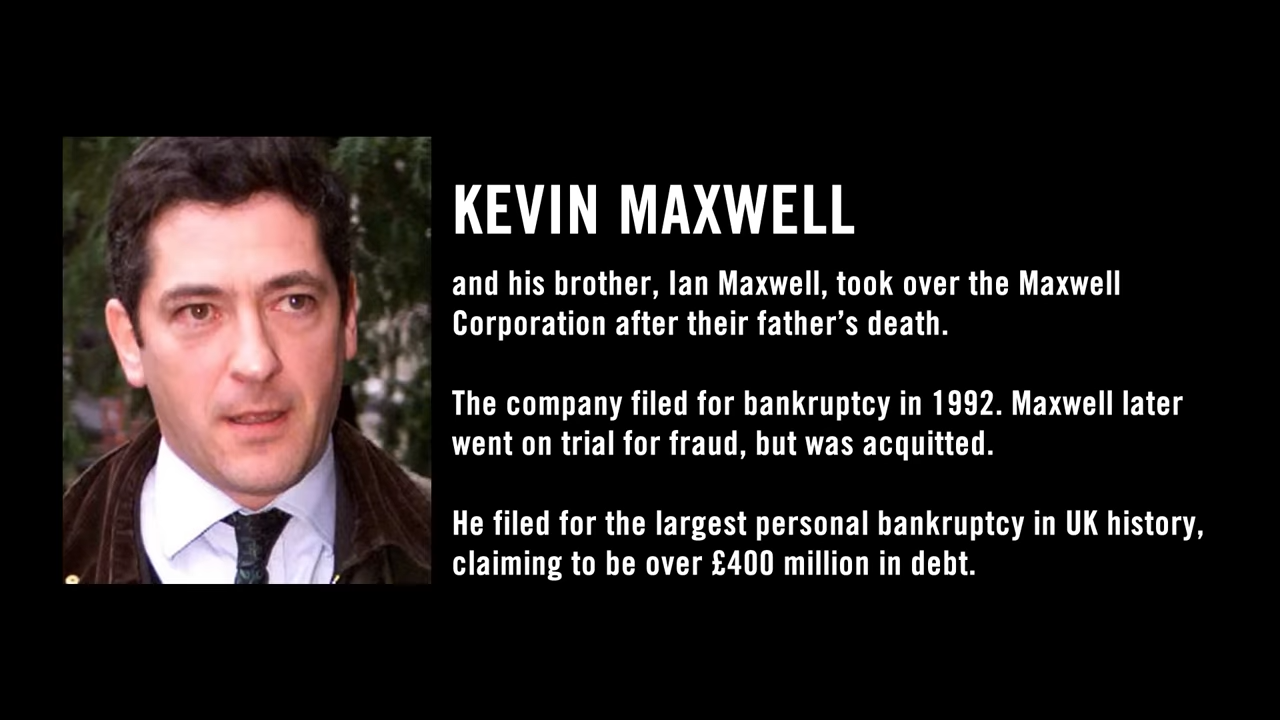 KEVIN MAXWELL
and his brother, Ian Maxwell, took over the Maxwell
Corporation after their father’s death.
The company filed for bankruptcy in 1992. Maxwell later
went on trial for fraud, but was acquitted.
He filed for the largest personal bankruptcy in UK history,
claiming to be over £400 million in debt.